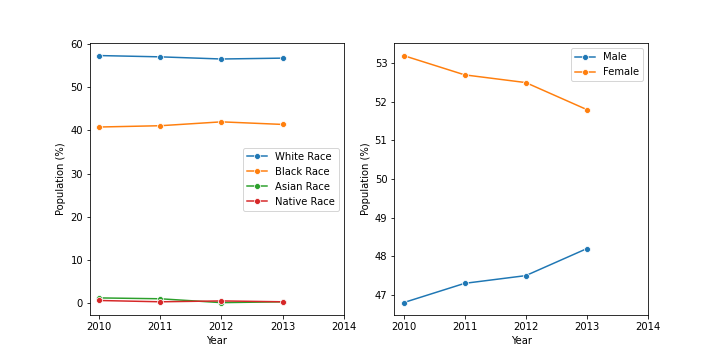 60
50
40
30
20
10
0
Population (%)
White Race
Black Race
Asian Race
Native Race
2010 2011 2012 2013 2014
Year
53
52
51
50
49
48
47
Population (%)
Male
Female
2010 2011 2012 2013 2014
Year